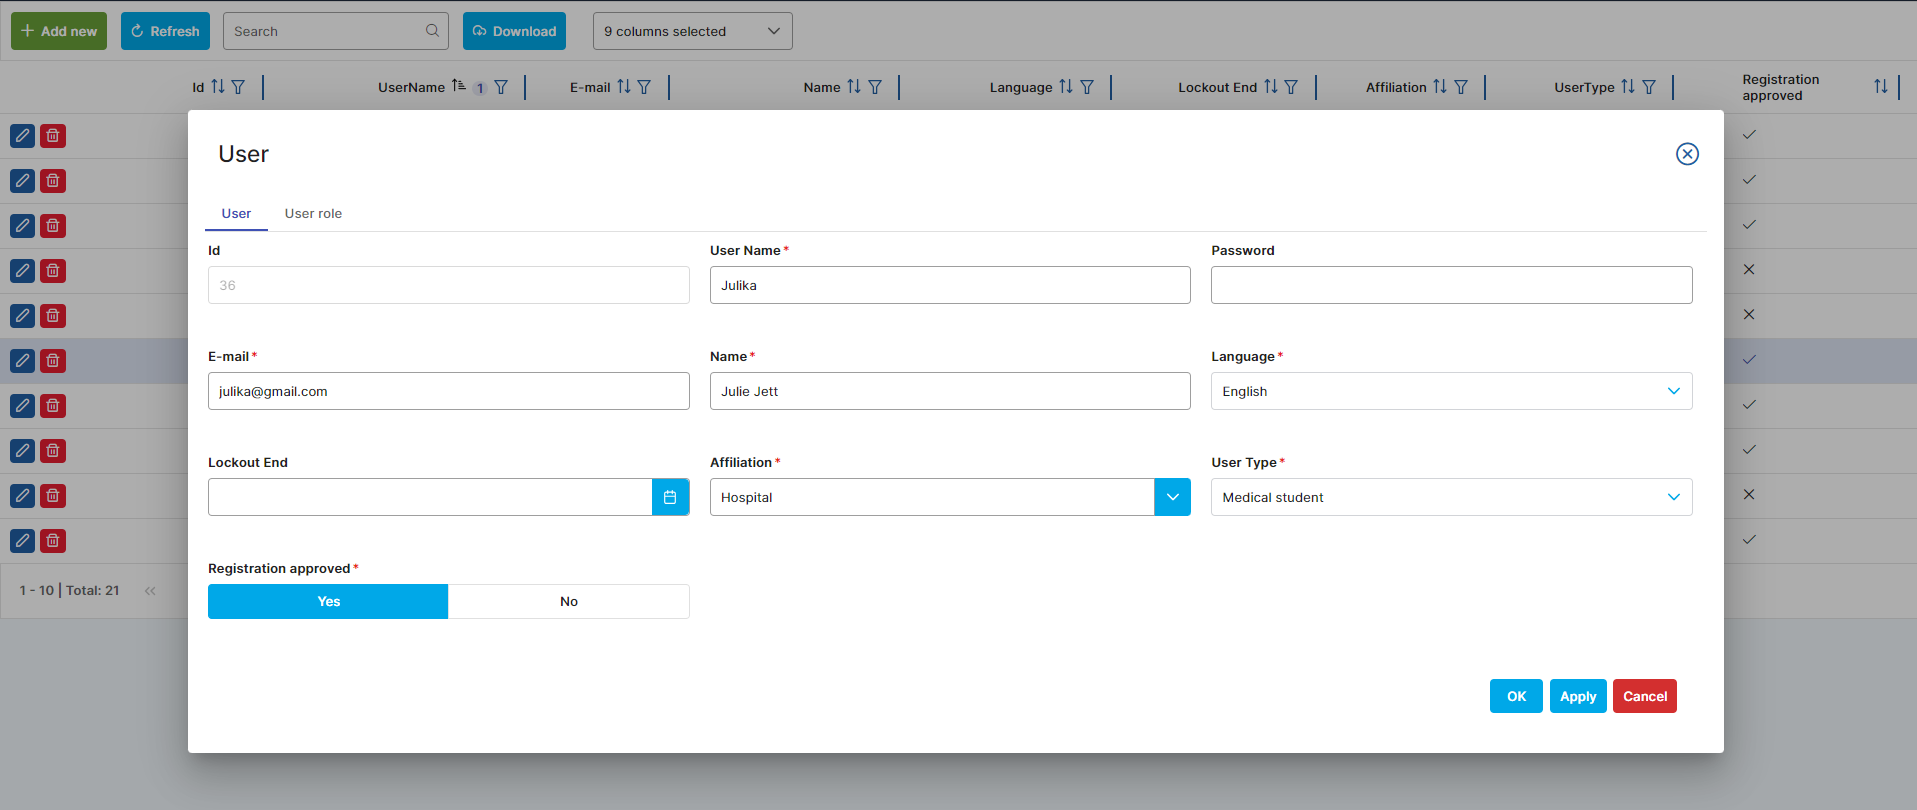 Add new
Refresh
Search
Download
9 columns selected
Id
UserName
1
E-mail
Name
Language
Lockout End
Affiliation
UserType
Registration
approved
User
User
User role
Id
User Name*
Password
36
Julika
E-mail*
Name*
Language*
julika@gmail.com
Julie Jett
English
Lockout End
Affiliation*
User Type*
Hospital
Medical student
Registration approved*
Yes
No
1 - 10 | Total: 21
OK
Apply
Cancel